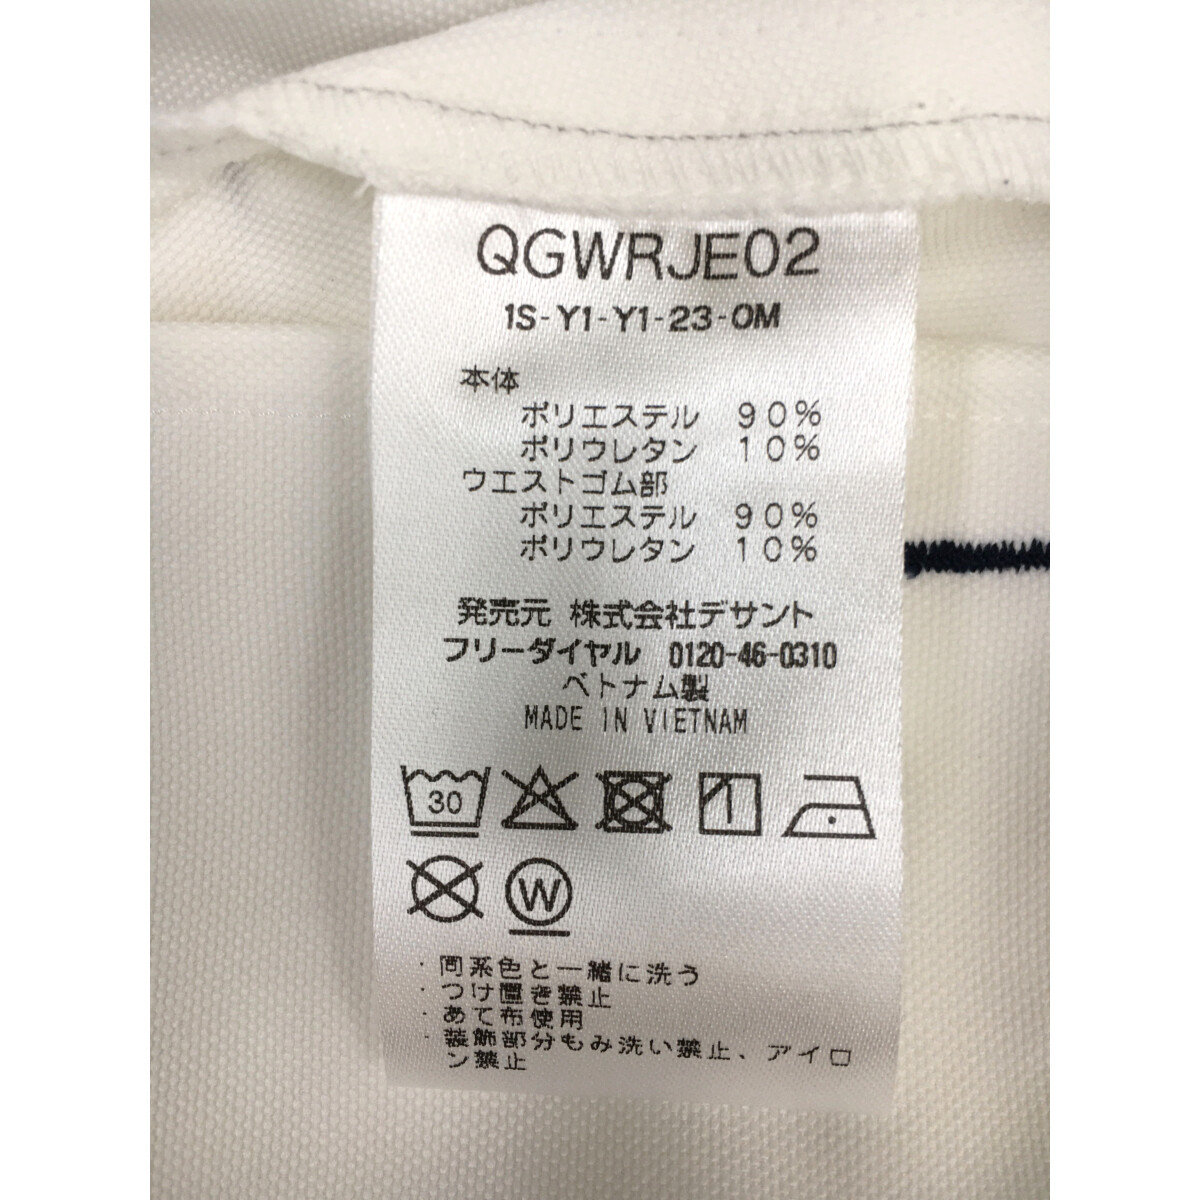 QGWRJE02
1S-Y1-Y1-23-0M
本体
ポリエステル 90%
ポリウレタン 10%
ウエストゴム部
ポリエステル 90%
ポリウレタン 10%
発売元 株式会社デサント
フリーダイヤル 0120-46-0310
ベトナム製
MADE IN VIETNAM
30
W
・同系色と一緒に洗う
・つけ置き禁止
・あて布使用
・装飾部分もみ洗い禁止、アイロ
ン禁止